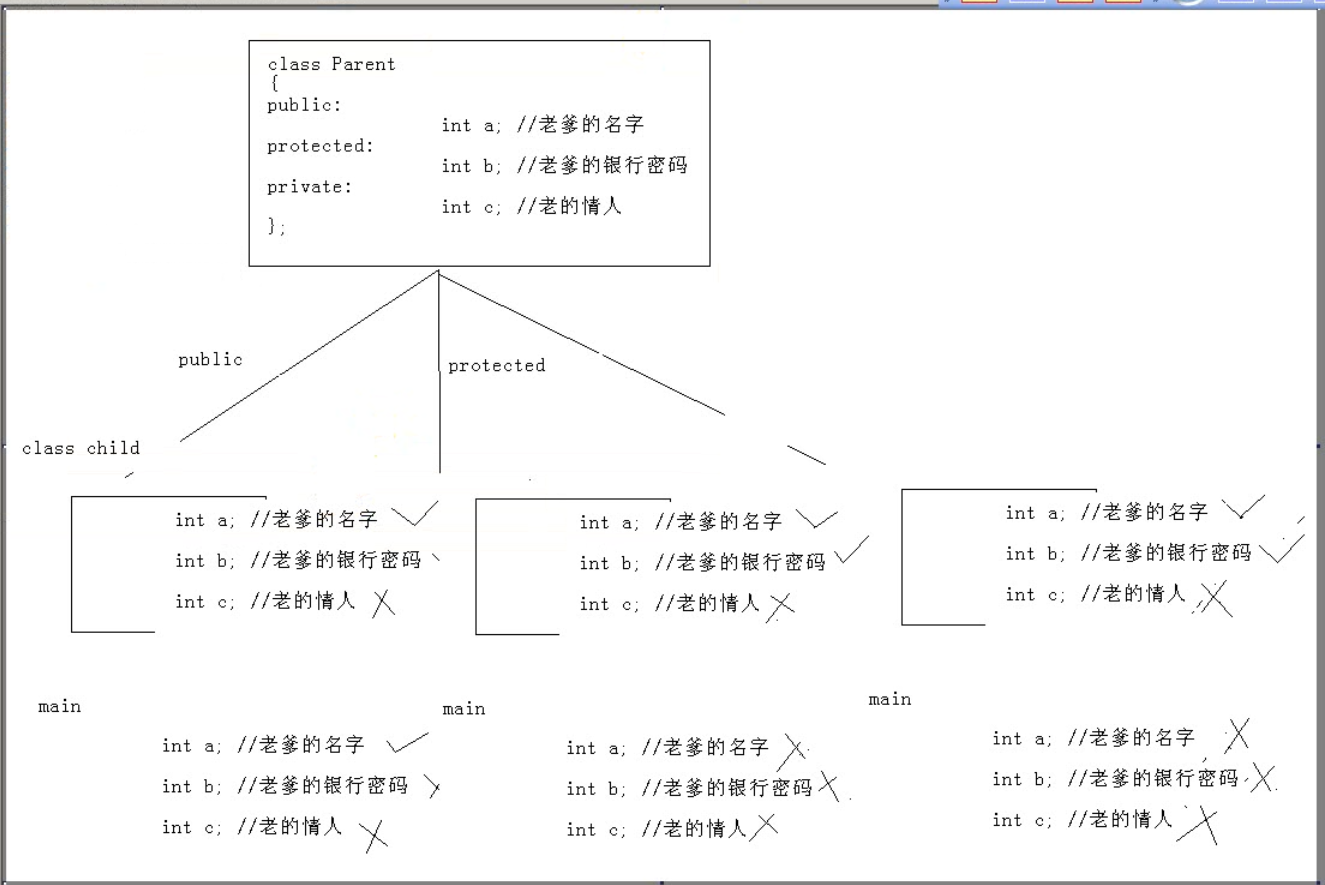 class Parent
{
public:
int a; //老爹的名字
protected:
int b; //老爹的银行密码
private:
int c; //老的情人
};
public
protected
class child
int a; //老爹的名字
int b; //老爹的银行密码
int c; //老的情人
int a; //老爹的名字
int b; //老爹的银行密码
int c; //老的情人
int a; //老爹的名字
int b; //老爹的银行密码
int c; //老的情人
main
int a; //老爹的名字
int b; //老爹的银行密码
int c; //老的情人
main
int a; //老爹的名字
int b; //老爹的银行密码
int c; //老的情人
main
int a; //老爹的名字
int b; //老爹的银行密码
int c; //老的情人